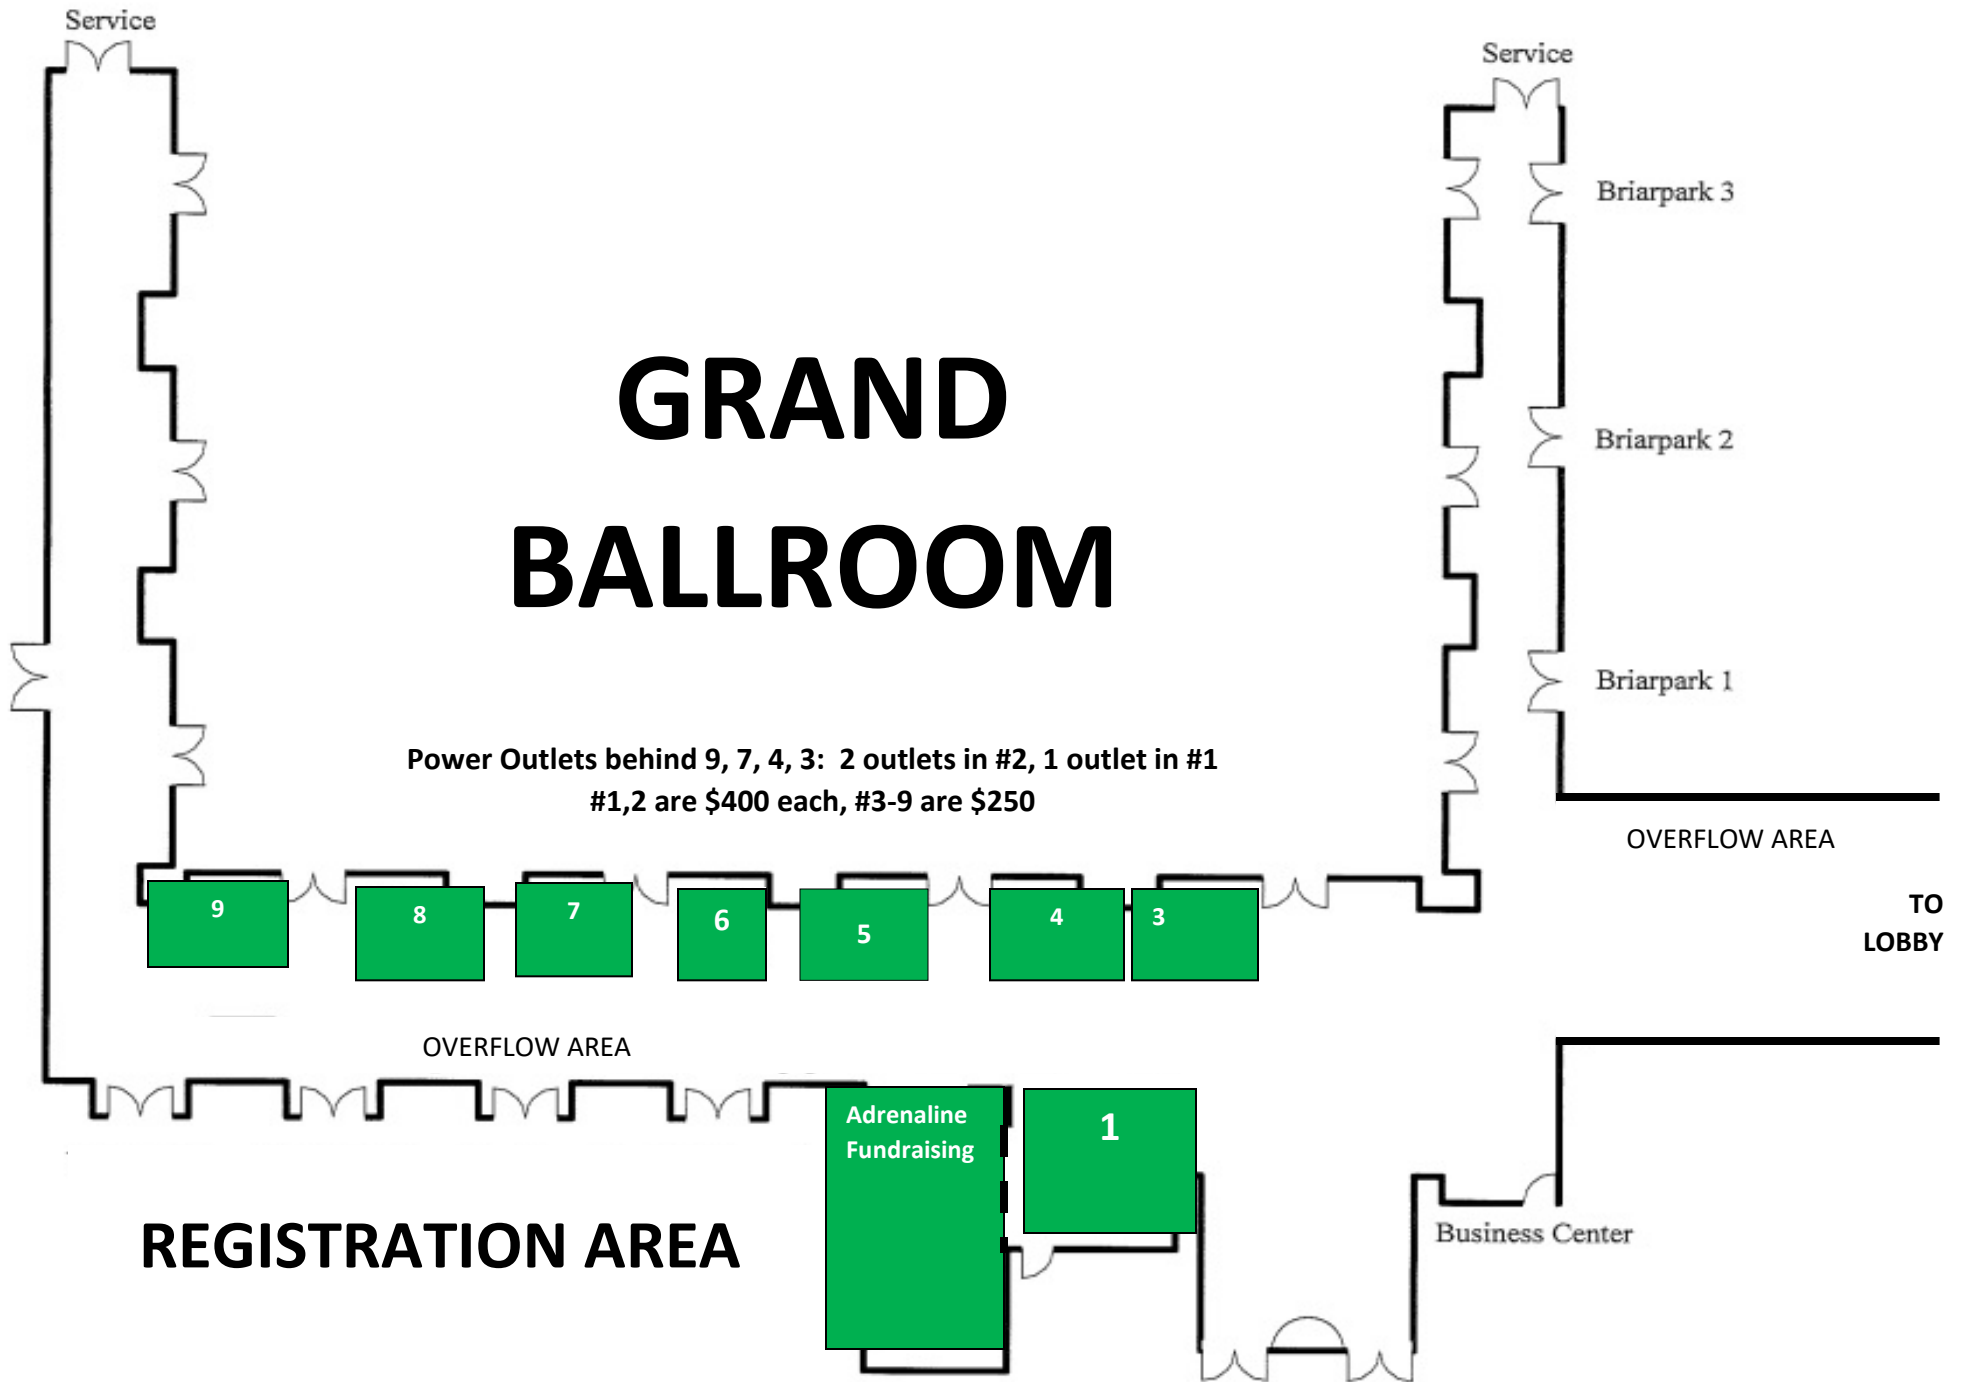 Service
Service
Briarpark 3
GRAND
Briarpark 2
BALLROOM
Briarpark 1
Power Outlets behind 9, 7, 4, 3:  2 outlets in #2, 1 outlet in #1
#1,2 are $400 each, #3-9 are $250
OVERFLOW AREA
TO
LOBBY
9
8
7
6
5
4
3
OVERFLOW AREA
Adrenaline
Fundraising
1
REGISTRATION AREA
Business Center